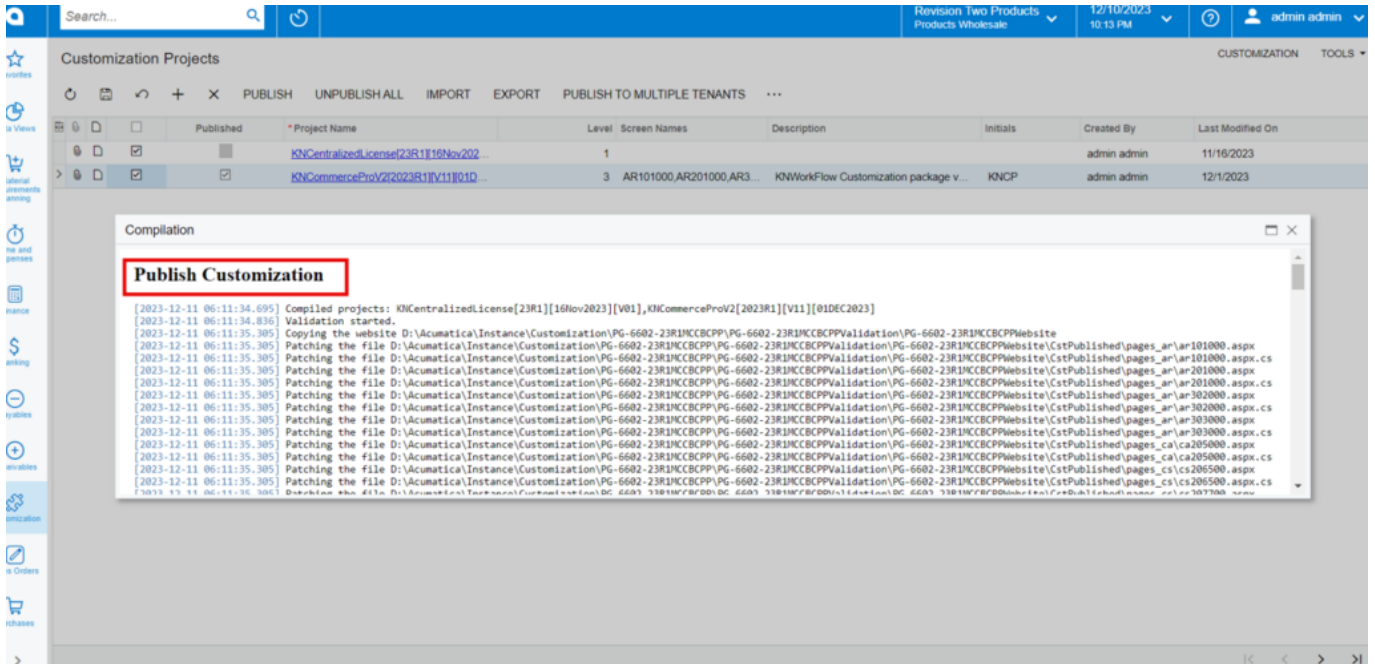 Search...
Revision Two Products
Products Wholesale
12/10/2023
10:13 PM
admin admin
Customization Projects
CUSTOMIZATION TOOLS
PUBLISH UNPUBLISH ALL IMPORT EXPORT PUBLISH TO MULTIPLE TENANTS ...
Published * Project Name Level Screen Names Description Initials Created By Last Modified On
KNCentralizedLicense[23R1][16Nov202... 1 admin admin 11/16/2023
KNCommerceProV2[2023R1][V11][01D... 3 AR101000,AR201000,AR3... KNWorkFlow Customization package v... KNCP admin admin 12/1/2023
Compilation
Publish Customization
[2023-12-11 06:11:34.695] Compiled projects: KNCentralizedLicense[23R1][16Nov2023][V01],KNCommerceProV2[2023R1][V11][01DEC2023]
[2023-12-11 06:11:34.836] Validation started.
[2023-12-11 06:11:35.305] Copying the website D:\Acumatica\Instance\Customization\PG-6602-23R1MCCBCPP\PG-6602-23R1MCCBCPPValidation\PG-6602-23R1MCCBCPPWebsite
[2023-12-11 06:11:35.305] Patching the file D:\Acumatica\Instance\Customization\PG-6602-23R1MCCBCPP\PG-6602-23R1MCCBCPPValidation\PG-6602-23R1MCCBCPPWebsite\CstPublished\pages_ar\ar101000.aspx
[2023-12-11 06:11:35.305] Patching the file D:\Acumatica\Instance\Customization\PG-6602-23R1MCCBCPP\PG-6602-23R1MCCBCPPValidation\PG-6602-23R1MCCBCPPWebsite\CstPublished\pages_ar\ar101000.aspx.cs
[2023-12-11 06:11:35.305] Patching the file D:\Acumatica\Instance\Customization\PG-6602-23R1MCCBCPP\PG-6602-23R1MCCBCPPValidation\PG-6602-23R1MCCBCPPWebsite\CstPublished\pages_ar\ar201000.aspx
[2023-12-11 06:11:35.305] Patching the file D:\Acumatica\Instance\Customization\PG-6602-23R1MCCBCPP\PG-6602-23R1MCCBCPPValidation\PG-6602-23R1MCCBCPPWebsite\CstPublished\pages_ar\ar201000.aspx.cs
[2023-12-11 06:11:35.305] Patching the file D:\Acumatica\Instance\Customization\PG-6602-23R1MCCBCPP\PG-6602-23R1MCCBCPPValidation\PG-6602-23R1MCCBCPPWebsite\CstPublished\pages_ar\ar302000.aspx
[2023-12-11 06:11:35.305] Patching the file D:\Acumatica\Instance\Customization\PG-6602-23R1MCCBCPP\PG-6602-23R1MCCBCPPValidation\PG-6602-23R1MCCBCPPWebsite\CstPublished\pages_ar\ar302000.aspx.cs
[2023-12-11 06:11:35.305] Patching the file D:\Acumatica\Instance\Customization\PG-6602-23R1MCCBCPP\PG-6602-23R1MCCBCPPValidation\PG-6602-23R1MCCBCPPWebsite\CstPublished\pages_ar\ar303000.aspx
[2023-12-11 06:11:35.305] Patching the file D:\Acumatica\Instance\Customization\PG-6602-23R1MCCBCPP\PG-6602-23R1MCCBCPPValidation\PG-6602-23R1MCCBCPPWebsite\CstPublished\pages_ar\ar303000.aspx.cs
[2023-12-11 06:11:35.305] Patching the file D:\Acumatica\Instance\Customization\PG-6602-23R1MCCBCPP\PG-6602-23R1MCCBCPPValidation\PG-6602-23R1MCCBCPPWebsite\CstPublished\pages_ca\ca205000.aspx
[2023-12-11 06:11:35.305] Patching the file D:\Acumatica\Instance\Customization\PG-6602-23R1MCCBCPP\PG-6602-23R1MCCBCPPValidation\PG-6602-23R1MCCBCPPWebsite\CstPublished\pages_ca\ca205000.aspx.cs
[2023-12-11 06:11:35.305] Patching the file D:\Acumatica\Instance\Customization\PG-6602-23R1MCCBCPP\PG-6602-23R1MCCBCPPValidation\PG-6602-23R1MCCBCPPWebsite\CstPublished\pages_cs\cs206500.aspx
[2023-12-11 06:11:35.305] Patching the file D:\Acumatica\Instance\Customization\PG-6602-23R1MCCBCPP\PG-6602-23R1MCCBCPPValidation\PG-6602-23R1MCCBCPPWebsite\CstPublished\pages_cs\cs206500.aspx.cs